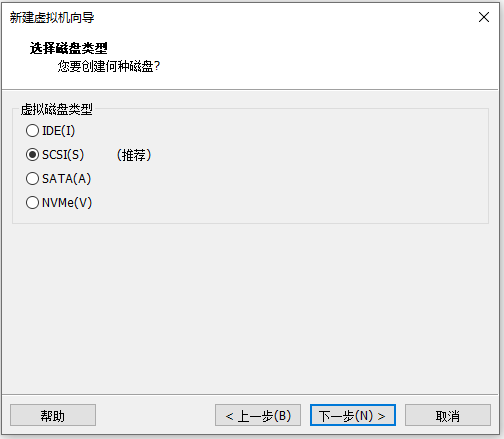 新建虚拟机向导
选择磁盘类型
您要创建何种磁盘?
虚拟磁盘类型
IDE(I)
SCSI(S) （推荐）
SATA(A)
NVMe(V)
帮助 < 上一步(B) 下一步(N) > 取消